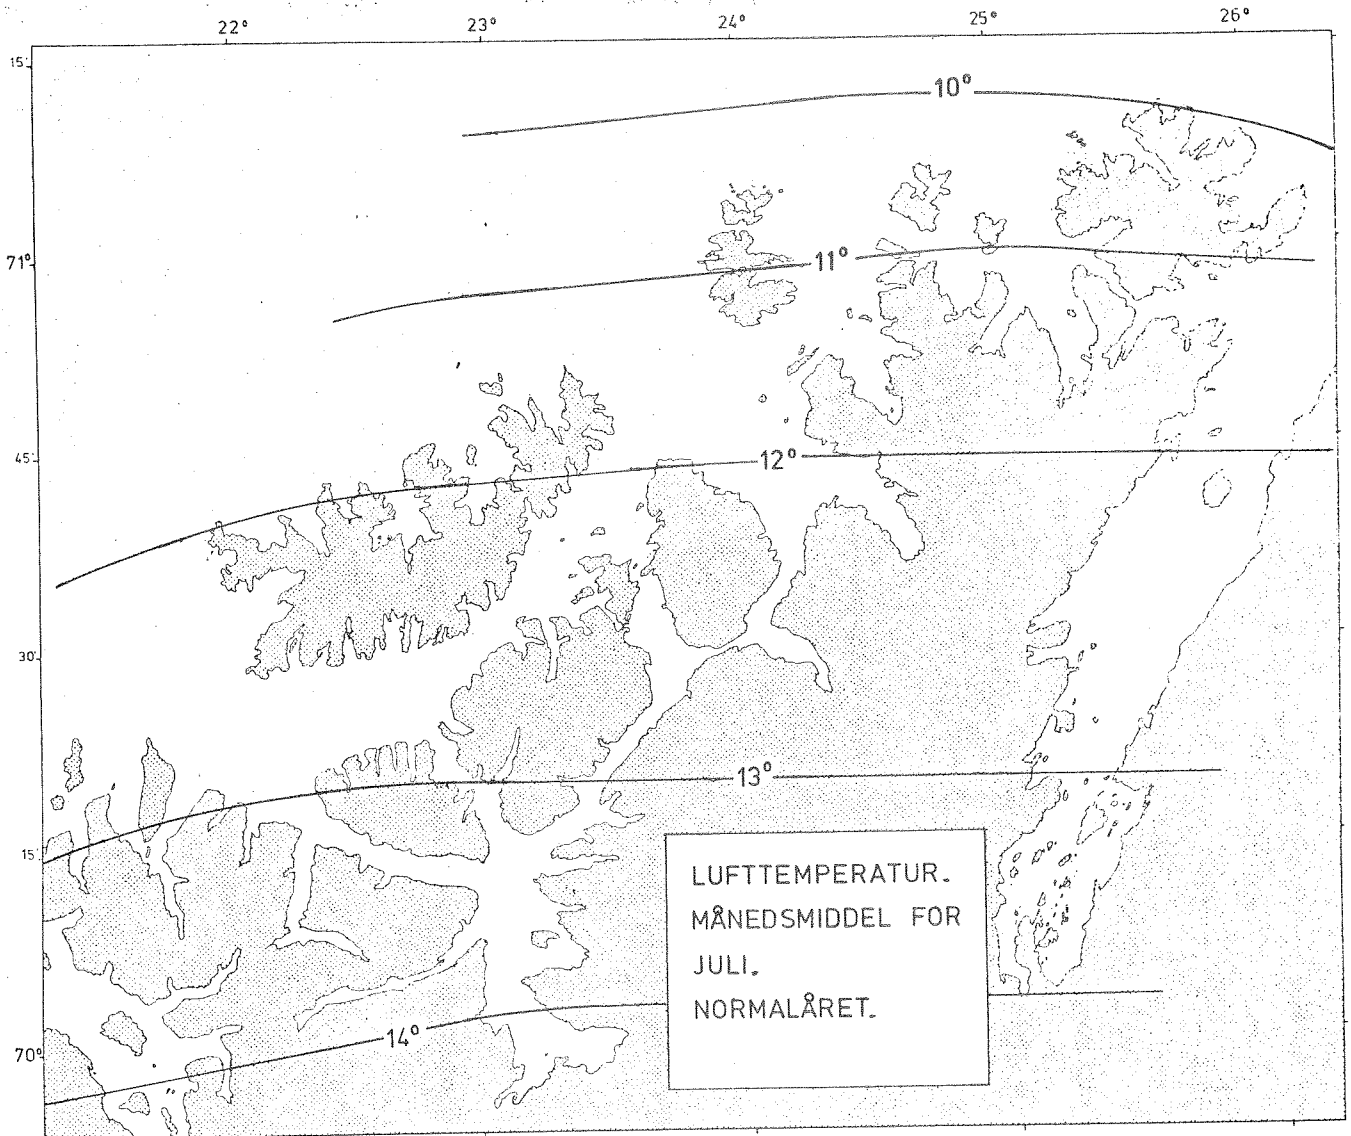 22° 23° 24° 25° 26°
15'
10°
71°
11°
45'
12°
30'
13°
15'
LUFTTEMPERATUR.
MÅNEDSMIDDEL FOR
JULI.
NORMALÅRET.
14°
70°